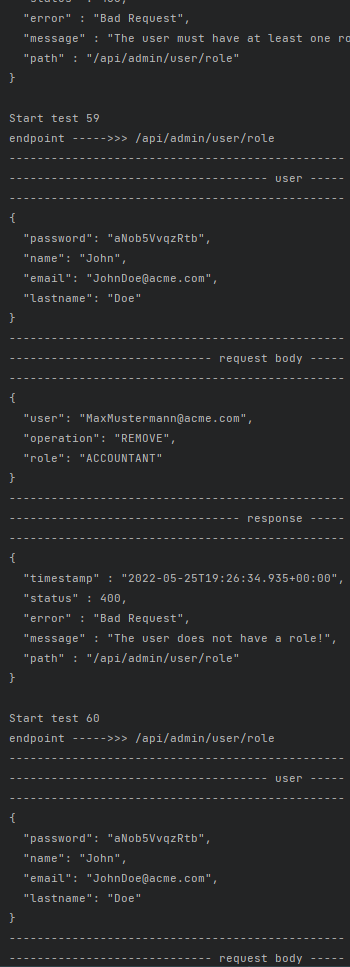 "status" : 400,
"error" : "Bad Request",
"message" : "The user must have at least one ro
"path" : "/api/admin/user/role"
}
Start test 59
endpoint ----->>> /api/admin/user/role
------------------------------------------------
------------------------------------- user -----
------------------------------------------------
{
"password": "aNob5VvqzRtb",
"name": "John",
"email": "JohnDoe@acme.com",
"lastname": "Doe"
}
------------------------------------------------
----------------------------- request body -----
------------------------------------------------
{
"user": "MaxMustermann@acme.com",
"operation": "REMOVE",
"role": "ACCOUNTANT"
}
------------------------------------------------
--------------------------------- response -----
------------------------------------------------
{
"timestamp" : "2022-05-25T19:26:34.935+00:00",
"status" : 400,
"error" : "Bad Request",
"message" : "The user does not have a role!",
"path" : "/api/admin/user/role"
}
Start test 60
endpoint ----->>> /api/admin/user/role
------------------------------------------------
------------------------------------- user -----
------------------------------------------------
{
"password": "aNob5VvqzRtb",
"name": "John",
"email": "JohnDoe@acme.com",
"lastname": "Doe"
}
------------------------------------------------
----------------------------- request body -----